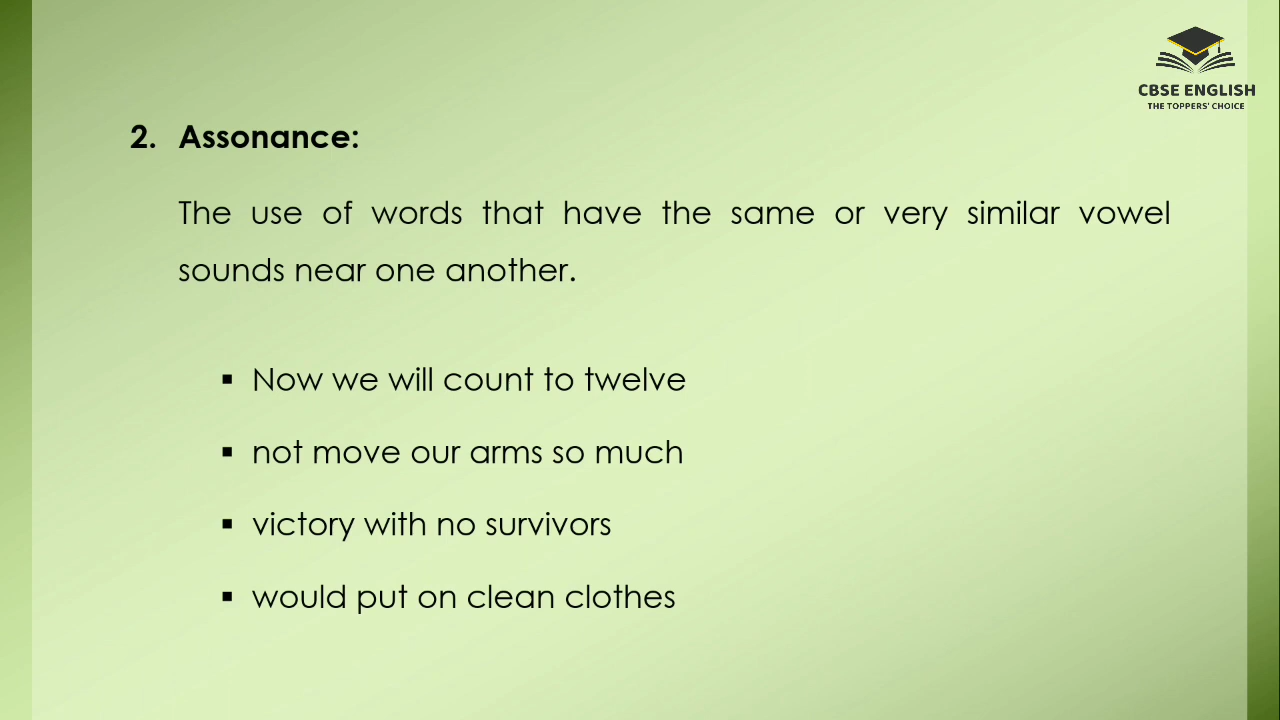 CBSE ENGLISH
THE TOPPERS' CHOICE
2. Assonance:
The use of words that have the same or very similar vowel
sounds near one another.
▪ Now we will count to twelve
▪ not move our arms so much
▪ victory with no survivors
▪ would put on clean clothes